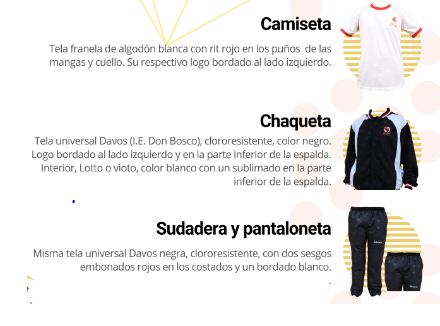 Camiseta
Tela franela de algodón blanca con rit rojo en los puños de las
mangas y cuello. Su respectivo logo bordado al lado izquierdo.
Chaqueta
Tela universal Davos (I.E. Don Bosco), clororesistente, color negro.
Logo bordado al lado izquierdo y en la parte inferior de la espalda.
Interior, Lotto o vioto, color blanco con un sublimado en la parte
inferior de la espalda.
Sudadera y pantaloneta
Misma tela universal Davos negra, clororesistente, con dos sesgos
embonados rojos en los costados y un bordado blanco.
.